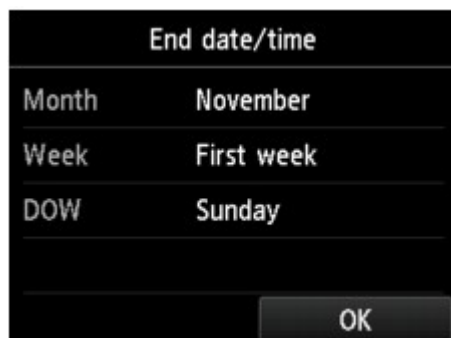 End date/time
Month November
Week First week
DOW Sunday
OK